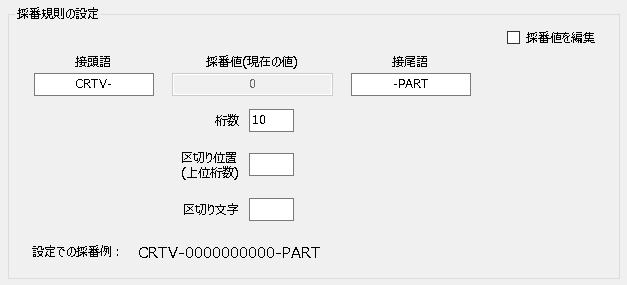 採番規則の設定
採番値を編集
接頭語 採番値(現在の値) 接尾語
CRTV- 0 -PART
桁数 10
区切り位置
(上位桁数)
区切り文字
設定での採番例： CRTV-0000000000-PART